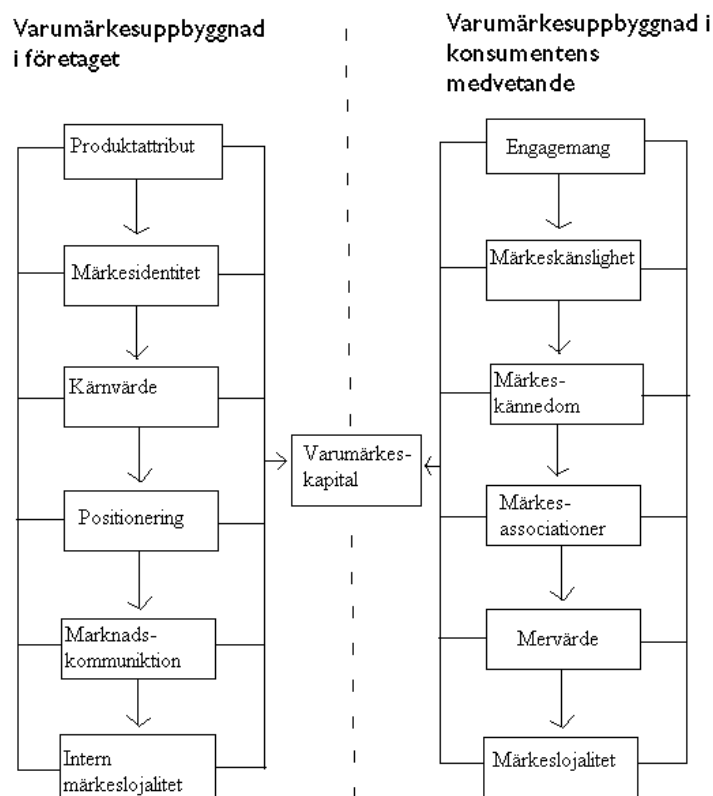 Varumärkesuppbyggnad
i företaget
Produktattribut
Märkesidentitet
Kärnvärde
Positionering
Marknads-
kommuniktion
Intern
märkeslojalitet
Varumärkes-
kapital
Varumärkesuppbyggnad i
konsumentens
medvetande
Engagemang
Märkeskänslighet
Märkes-
kännedom
Märkes-
associationer
Mervärde
Märkeslojalitet